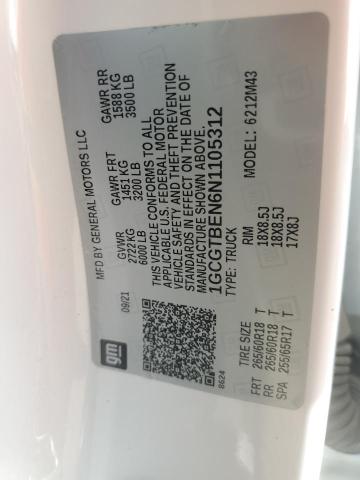 MFD BY GENERAL MOTORS LLC
09/21
GVWR
2722 KG
6000 LB
GAWR FRT
1451 KG
3200 LB
GAWR RR
1588 KG
3500 LB
THIS VEHICLE CONFORMS TO ALL
APPLICABLE U.S. FEDERAL MOTOR
VEHICLE SAFETY AND THEFT PREVENTION
STANDARDS IN EFFECT ON THE DATE OF
MANUFACTURE SHOWN ABOVE.
1GCGTBEN6N1105312
TYPE: TRUCK
MODEL: 6212M43
gm
8624
TIRE SIZE RIM
FRT 265/60R18 T 18X8.5J
RR 265/60R18 T 18X8.5J
SPA 255/65R17 T 17X8J